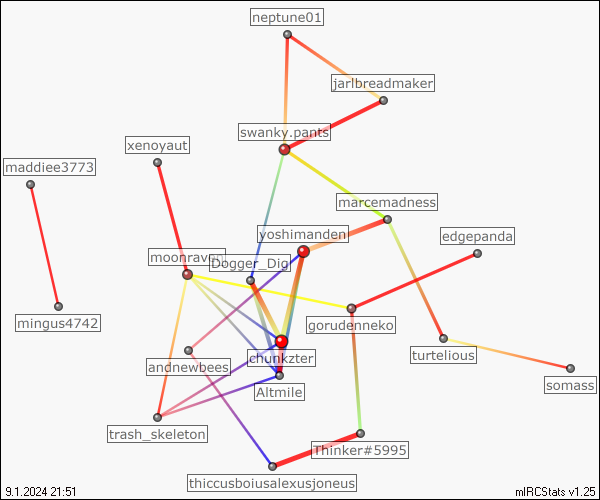 neptune01
jarlbreadmaker
swanky.pants
xenoyaut
maddiee3773
marcemadness
yoshimanden
edgepanda
moonraven
Dogger_Dig
mingus4742
gorudenneko
chunkzter
turtelious
andnewbees
Altmile
somass
trash_skeleton
Thinker#5995
thiccusboiusalexusjoneus
9.1.2024 21:51
mIRCStats v1.25